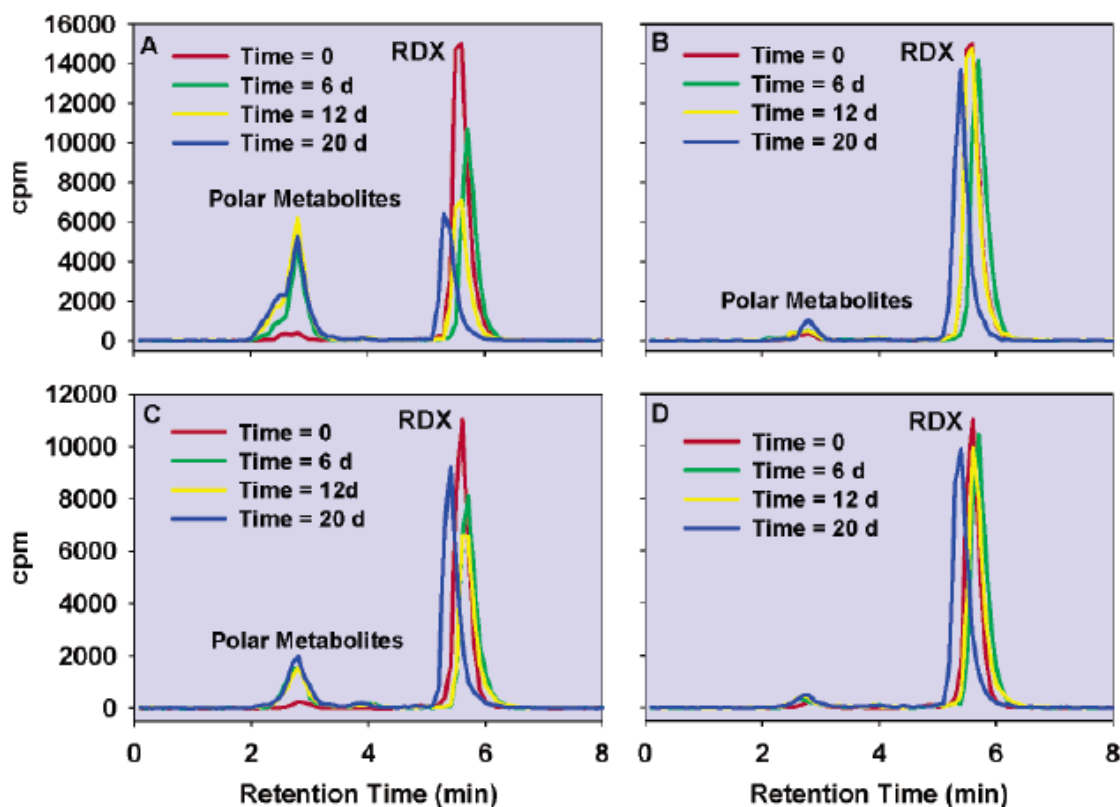 16000
14000
12000
10000
8000
6000
4000
2000
0
cpm
A
Time = 0
Time = 6 d
Time = 12 d
Time = 20 d
RDX
Polar Metabolites
B
Time = 0
Time = 6 d
Time = 12 d
Time = 20 d
RDX
Polar Metabolites
12000
10000
8000
6000
4000
2000
0
cpm
C
Time = 0
Time = 6 d
Time = 12d
Time = 20 d
RDX
Polar Metabolites
0 2 4 6 8
Retention Time (min)
D
Time = 0
Time = 6 d
Time = 12 d
Time = 20 d
RDX
0 2 4 6 8
Retention Time (min)